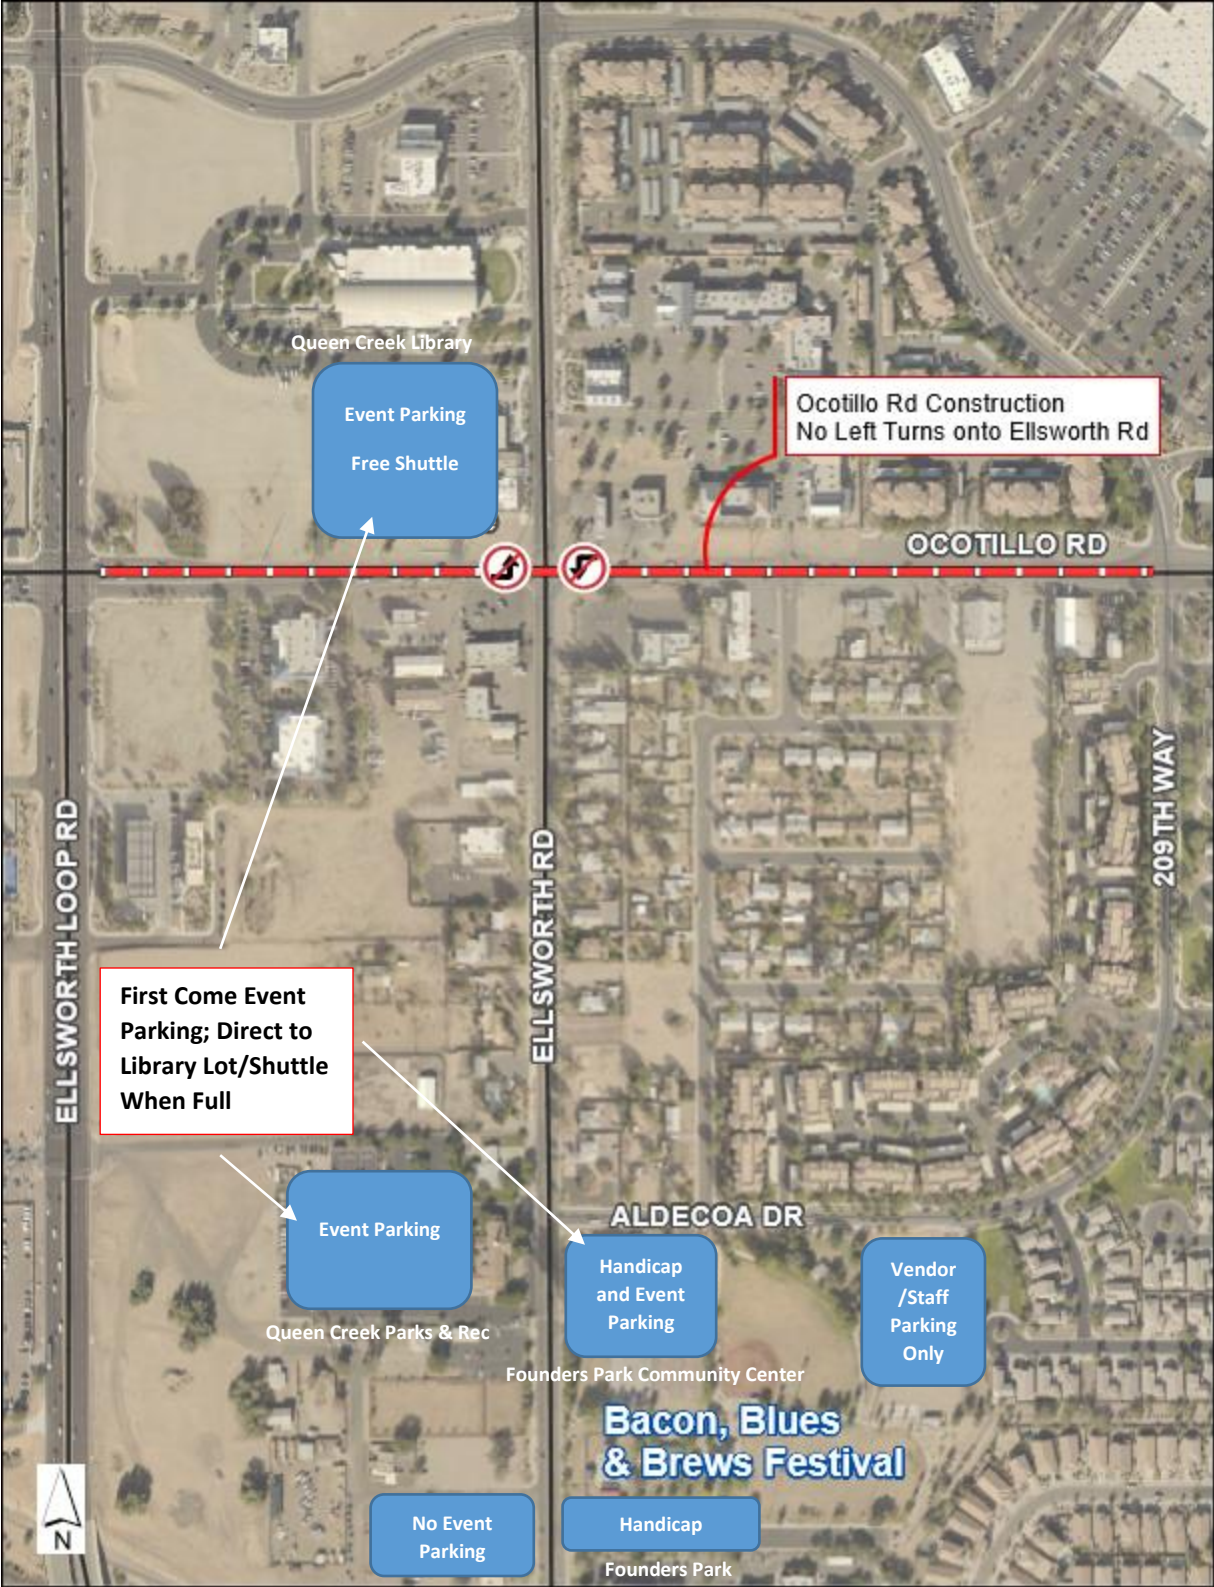 Queen Creek Library
Event Parking
Free Shuttle
Ocotillo Rd Construction
No Left Turns onto Ellsworth Rd
OCOTILLO RD
ELLSWORTH LOOP RD
ELLSWORTH RD
209TH WAY
First Come Event
Parking; Direct to
Library Lot/Shuttle
When Full
Event Parking
Queen Creek Parks & Rec
ALDECOA DR
Handicap
and Event
Parking
Founders Park Community Center
Vendor
/Staff
Parking
Only
Bacon, Blues
& Brews Festival
No Event
Parking
Handicap
Founders Park
N